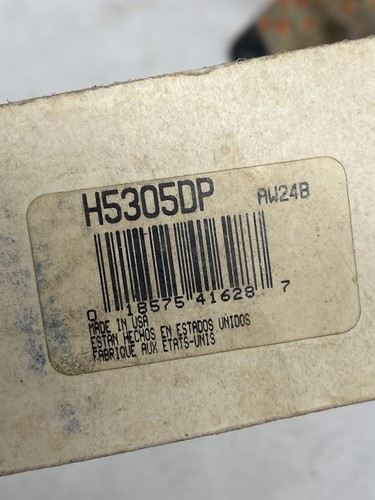 H5305DP AW24B
0 18575 41628 7
MADE IN USA
ESTAN HECHOS EN ESTADOS UNIDOS
FABRIQUE AUX ETATS-UNIS